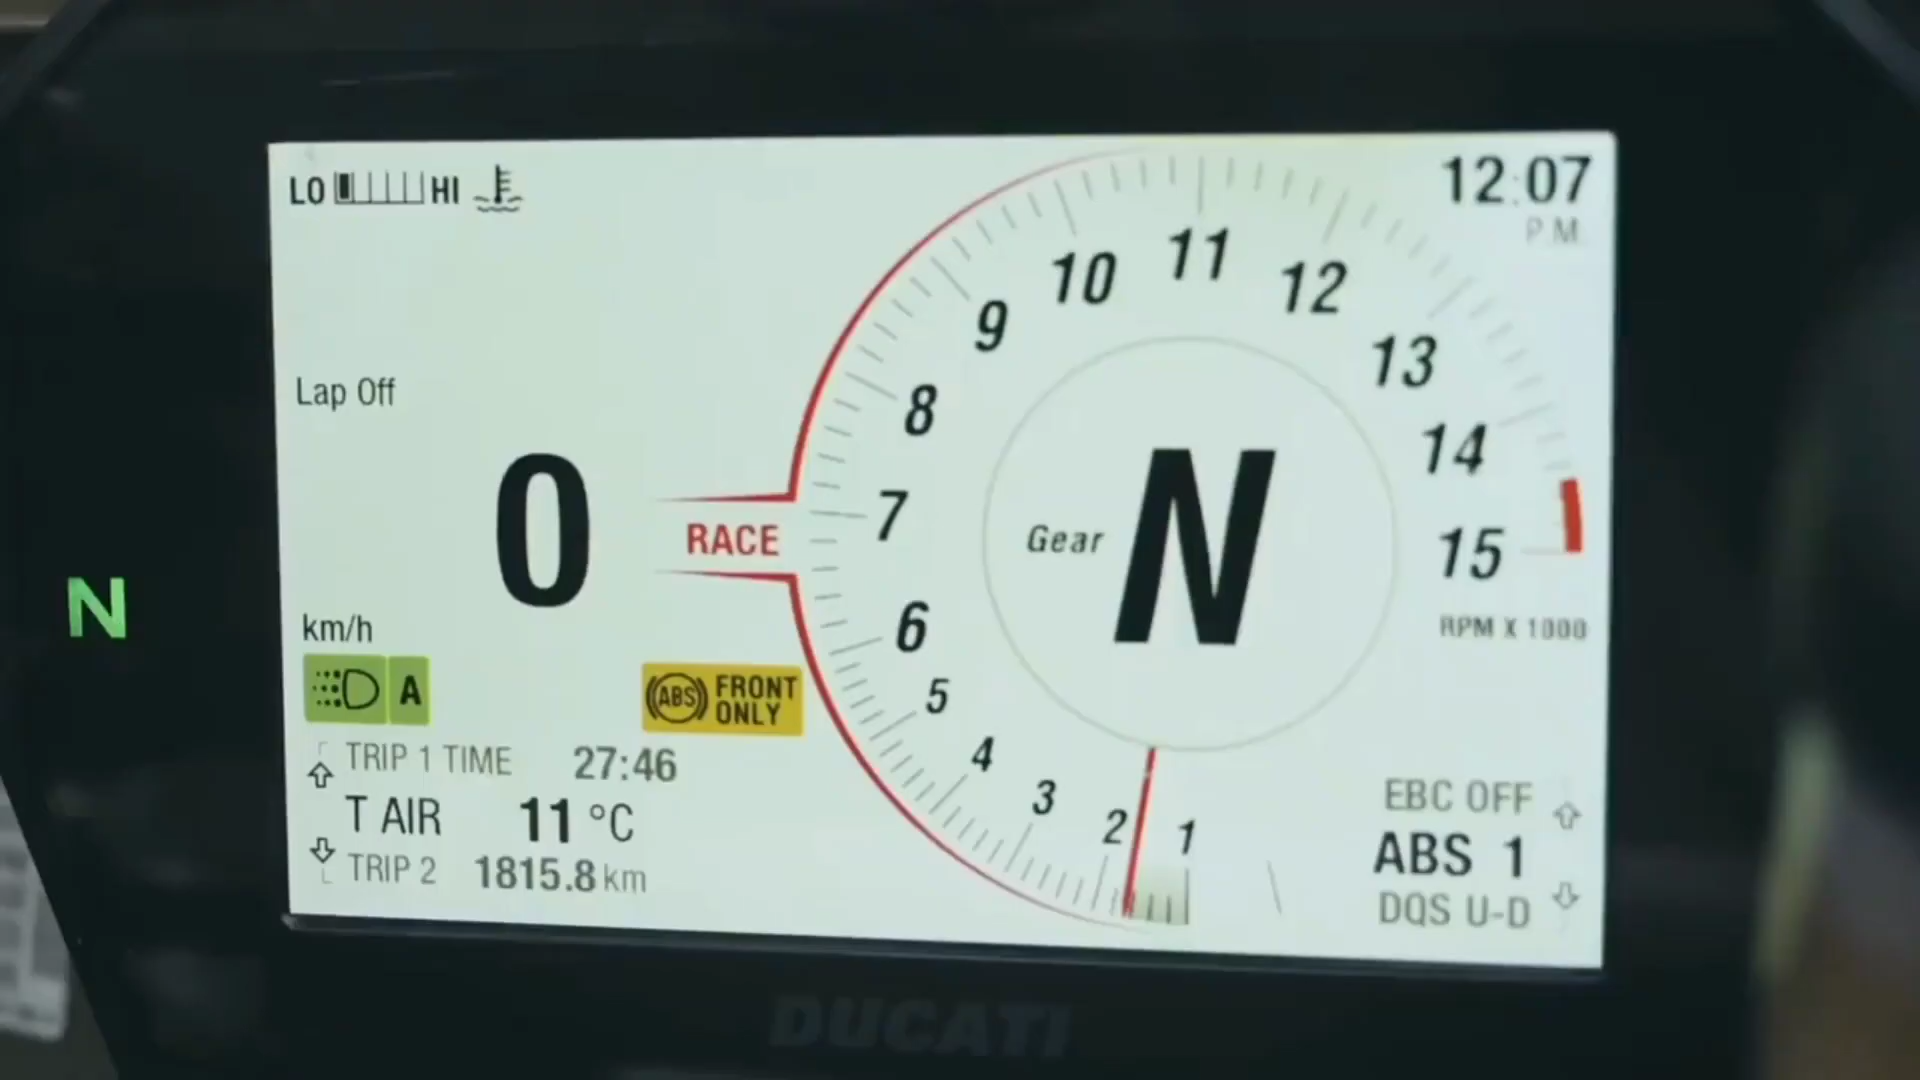 LO HI
12:07
P.M.
Lap Off
0
km/h
RACE
N
A
ABS FRONT
ONLY
TRIP 1 TIME 27:46
T AIR 11 °C
TRIP 2 1815.8 km
1
2
3
4
5
6
7
8
9
10
11
12
13
14
15
RPM X 1000
Gear N
EBC OFF
ABS 1
DQS U-D
DUCATI